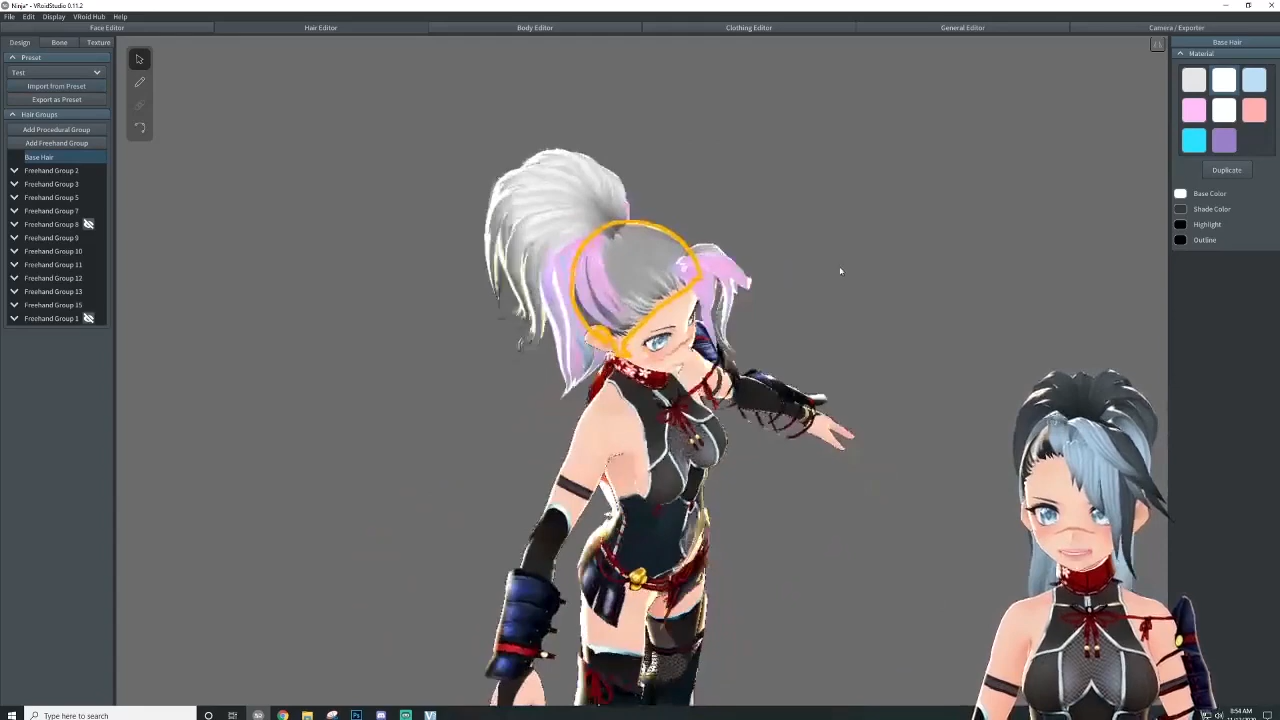 Ninja* - VRoidStudio 0.11.2
File Edit Display VRoid Hub Help
Face Editor Hair Editor Body Editor Clothing Editor General Editor Camera / Exporter
Design Bone Texture
Preset
Test
Import from Preset
Export as Preset
Hair Groups
Add Procedural Group
Add Freehand Group
Base Hair
Freehand Group 2
Freehand Group 3
Freehand Group 5
Freehand Group 7
Freehand Group 8
Freehand Group 9
Freehand Group 10
Freehand Group 11
Freehand Group 12
Freehand Group 13
Freehand Group 15
Freehand Group 1
Base Hair
Material
Duplicate
Base Color
Shade Color
Highlight
Outline
Type here to search
8:54 AM